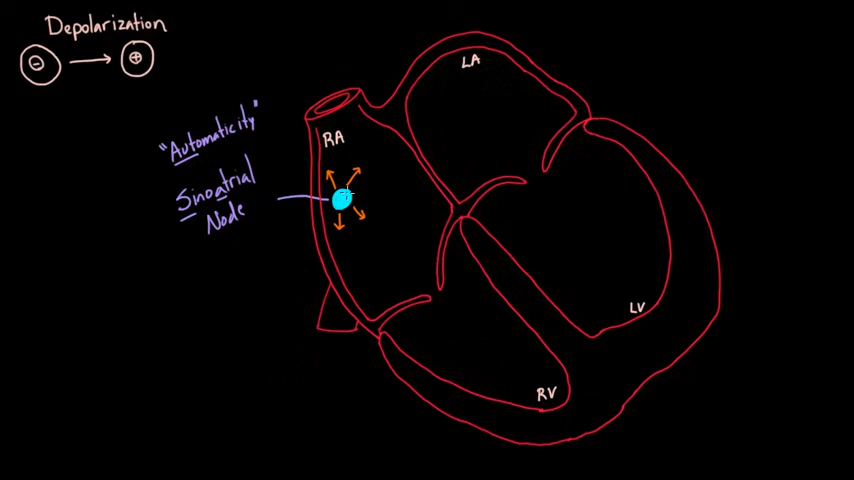 Depolarization
- → +
LA
RA
"Automaticity"
Sinoatrial
Node
LV
RV